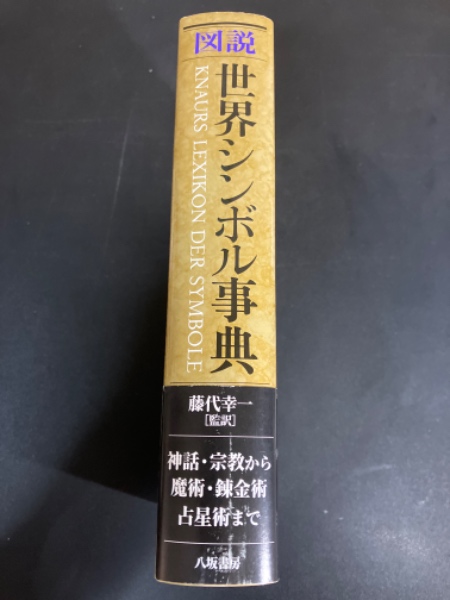 図説
世界シンボル事典
KNAURS LEXIKON DER SYMBOLE
藤代幸一
[監訳]
神話・宗教から
魔術・錬金術
占星術まで
八坂書房